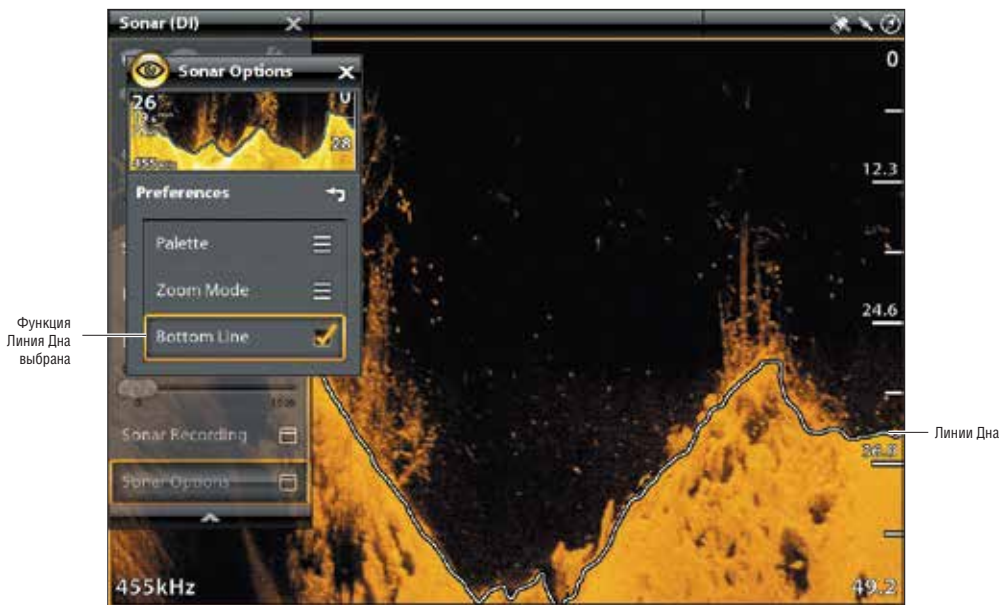 Sonar (DI)
Sonar Options
26
0
28
Preferences
Palette
Zoom Mode
Bottom Line
Функция
Линия Дна
выбрана
Sonar Recording
Sonar Options
455kHz
0
12.3
24.6
Линии Дна
49.2